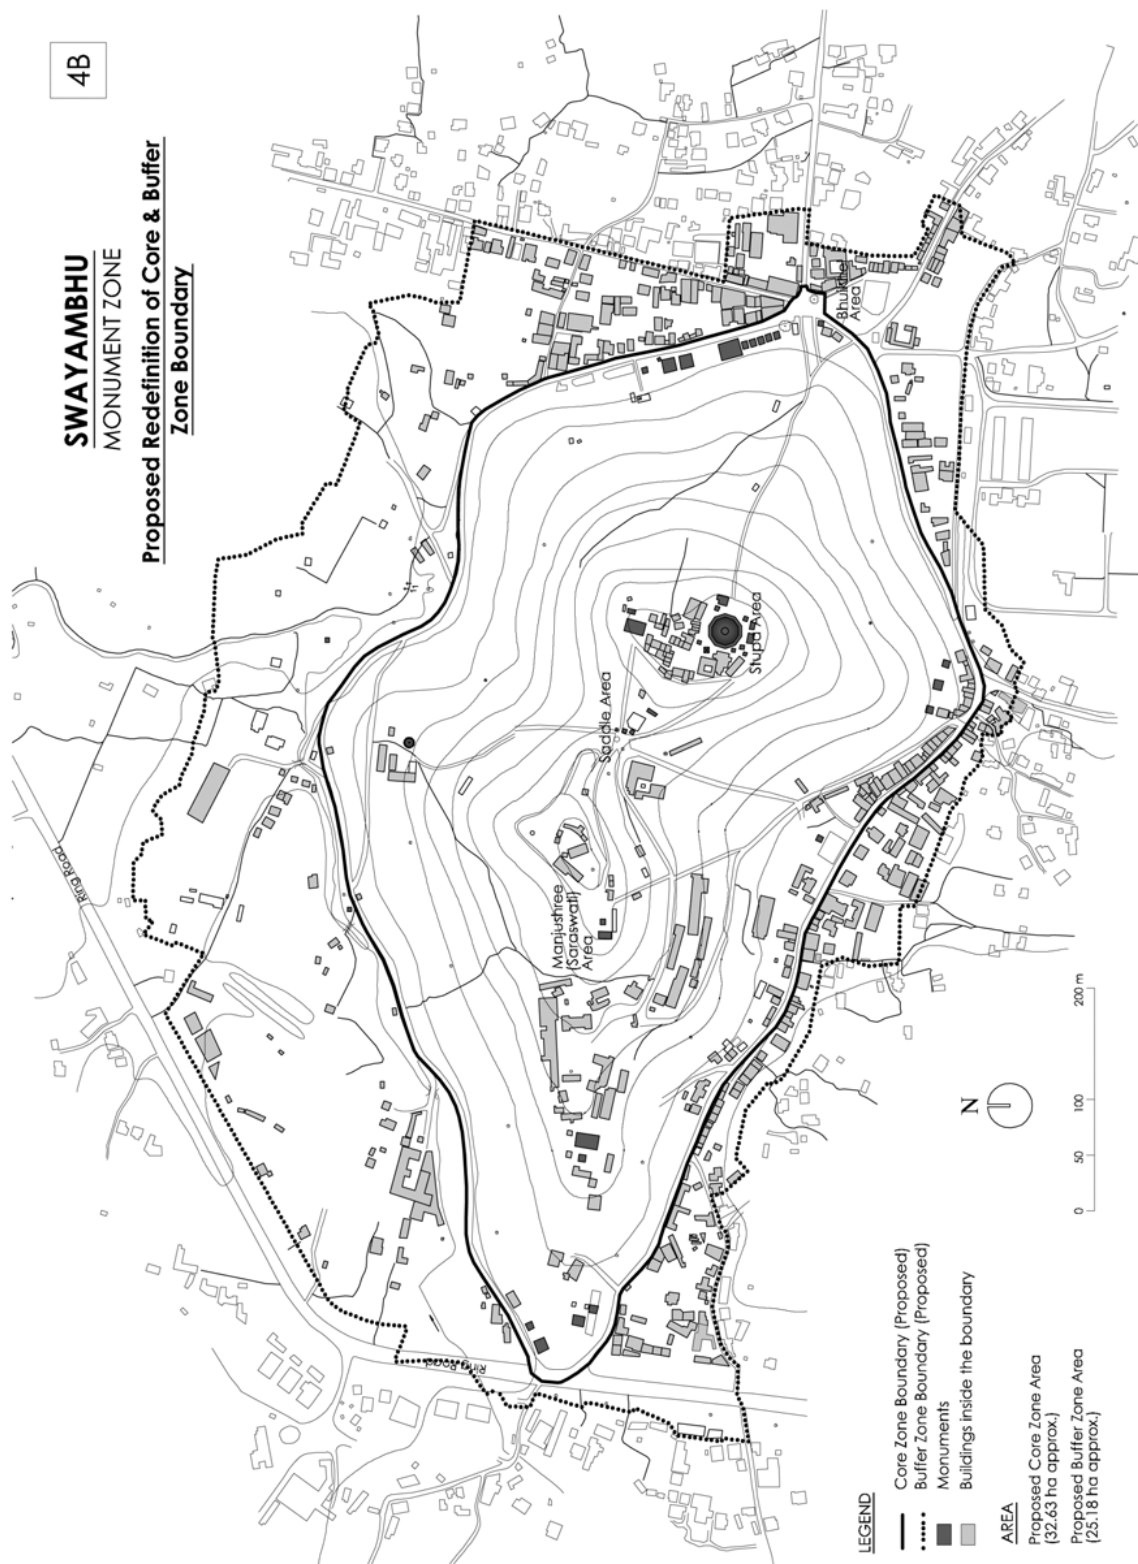 4B
SWAYAMBHU
MONUMENT ZONE
Proposed Redefinition of Core & Buffer
Zone Boundary
Ring Road
Ring Road
Manjushree
(Saraswati)
Area
Saddle Area
Stupa Area
Bhuikhel
Area
N
0
50
100
200 m
LEGEND
Core Zone Boundary (Proposed)
Buffer Zone Boundary (Proposed)
Monuments
Buildings inside the boundary
AREA
Proposed Core Zone Area
(32.63 ha approx.)
Proposed Buffer Zone Area
(25.18 ha approx.)